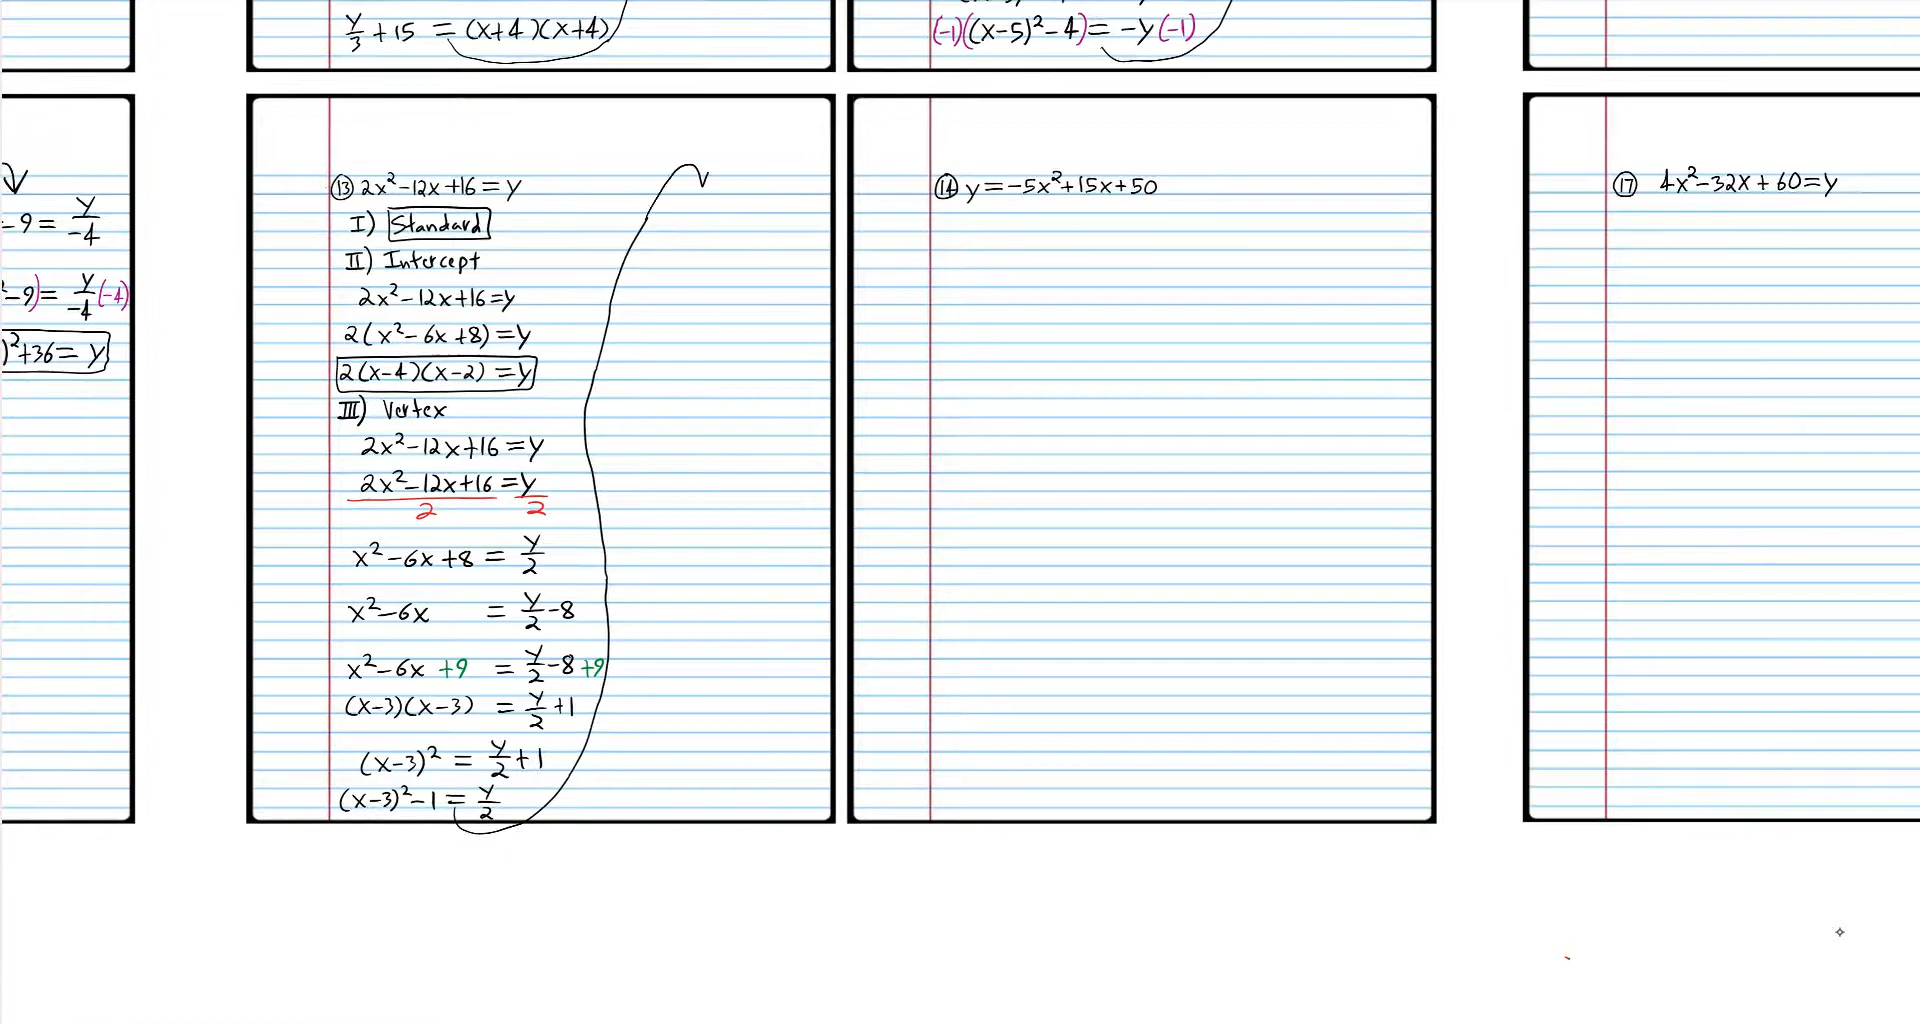 y/3 + 15 = (x+4)(x+4)
(-1)((x-5)² - 4) = -y(-1)
-9 = y/-4
-9) = y/-4 (-4)
)² + 36 = y
⑬ 2x² - 12x + 16 = y
I) Standard
II) Intercept
2x² - 12x + 16 = y
2(x² - 6x + 8) = y
2(x-4)(x-2) = y
III) Vertex
2x² - 12x + 16 = y
2x² - 12x + 16 = y
2 2
x² - 6x + 8 = y/2
x² - 6x = y/2 - 8
x² - 6x + 9 = y/2 - 8 + 9
(x-3)(x-3) = y/2 + 1
(x-3)² = y/2 + 1
(x-3)² - 1 = y/2
⑭ y = -5x² + 15x + 50
⑰ 4x² - 32x + 60 = y